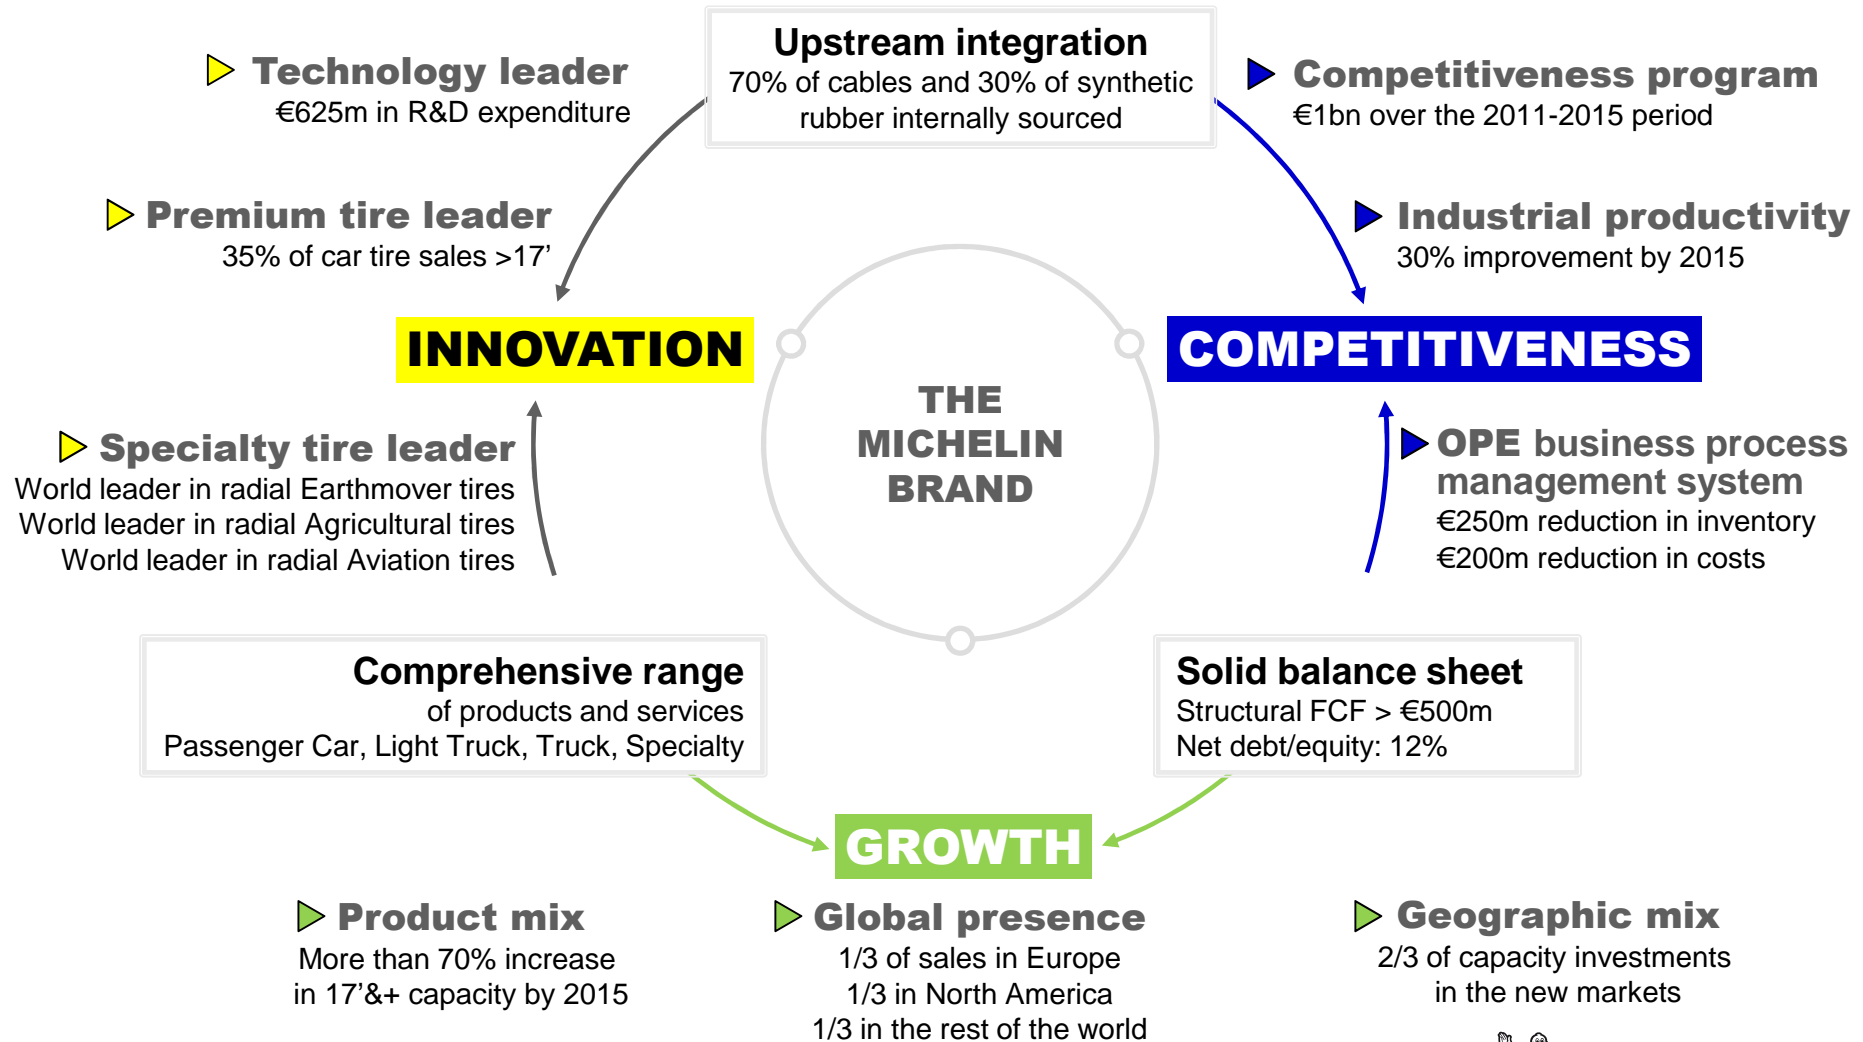 Upstream integration
70% of cables and 30% of synthetic
rubber internally sourced
Technology leader
€625m in R&D expenditure
Premium tire leader
35% of car tire sales >17’
INNOVATION
Specialty tire leader
World leader in radial Earthmover tires
World leader in radial Agricultural tires
World leader in radial Aviation tires
Competitiveness program
€1bn over the 2011-2015 period
Industrial productivity
30% improvement by 2015
COMPETITIVENESS
OPE business process
management system
€250m reduction in inventory
€200m reduction in costs
THE
MICHELIN
BRAND
Comprehensive range
of products and services
Passenger Car, Light Truck, Truck, Specialty
Solid balance sheet
Structural FCF > €500m
Net debt/equity: 12%
GROWTH
Product mix
More than 70% increase
in 17’&+ capacity by 2015
Global presence
1/3 of sales in Europe
1/3 in North America
1/3 in the rest of the world
Geographic mix
2/3 of capacity investments
in the new markets